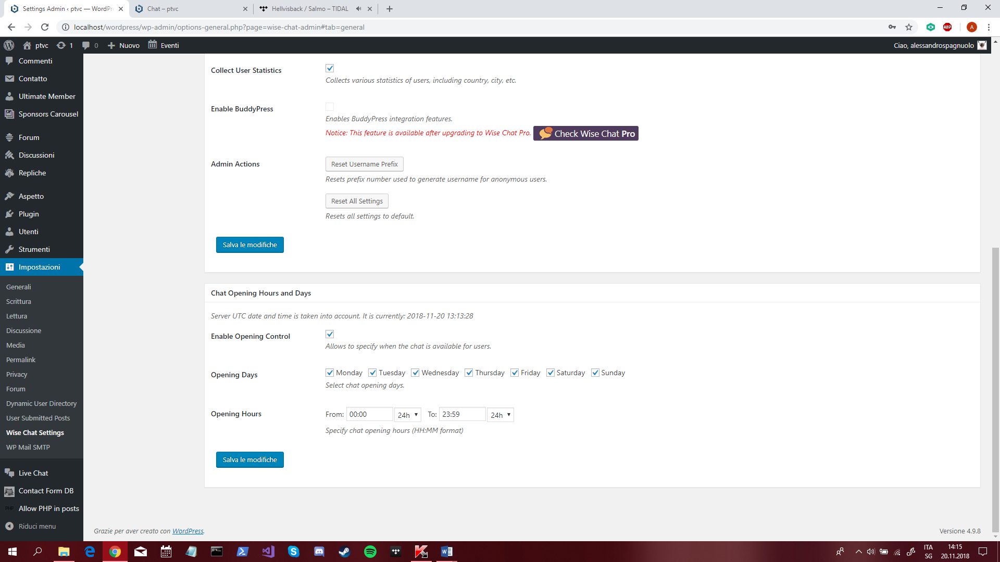 Settings Admin ‹ ptvc — WordPr
Chat – ptvc
Hellvisback / Salmo – TIDAL
localhost/wordpress/wp-admin/options-general.php?page=wise-chat-admin#tab=general
ABP
A
ptvc
1
0
Nuovo
Eventi
Ciao, alessandrospagnuolo
Commenti
Contatto
Ultimate Member
Sponsors Carousel
Forum
Discussioni
Repliche
Aspetto
Plugin
Utenti
Strumenti
Impostazioni
Generali
Scrittura
Lettura
Discussione
Media
Permalink
Privacy
Forum
Dynamic User Directory
User Submitted Posts
Wise Chat Settings
WP Mail SMTP
Live Chat
Contact Form DB
PHP Allow PHP in posts
Riduci menu
Collect User Statistics
Collects various statistics of users, including country, city, etc.
Enable BuddyPress
Enables BuddyPress integration features.
Notice: This feature is available after upgrading to Wise Chat Pro. Check Wise Chat Pro
Admin Actions
Reset Username Prefix
Resets prefix number used to generate username for anonymous users.
Reset All Settings
Resets all settings to default.
Salva le modifiche
Chat Opening Hours and Days
Server UTC date and time is taken into account. It is currently: 2018-11-20 13:13:28
Enable Opening Control
Allows to specify when the chat is available for users.
Opening Days
Monday Tuesday Wednesday Thursday Friday Saturday Sunday
Select chat opening days.
Opening Hours
From: 00:00 24h To: 23:59 24h
Specify chat opening hours (HH:MM format)
Salva le modifiche
Grazie per aver creato con WordPress.
Versione 4.9.8
ITA
SG
14:15
20.11.2018